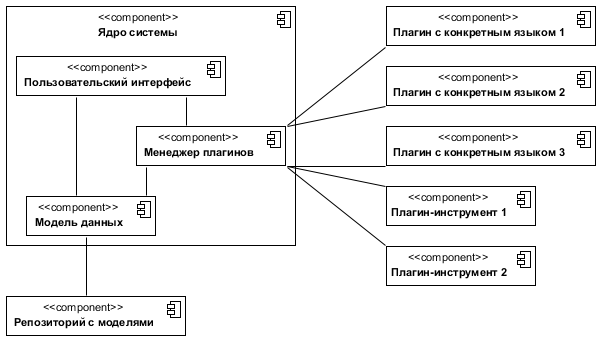 <<component>>
Ядро системы
<<component>>
Пользовательский интерфейс
<<component>>
Менеджер плагинов
<<component>>
Модель данных
<<component>>
Репозиторий с моделями
<<component>>
Плагин с конкретным языком 1
<<component>>
Плагин с конкретным языком 2
<<component>>
Плагин с конкретным языком 3
<<component>>
Плагин-инструмент 1
<<component>>
Плагин-инструмент 2